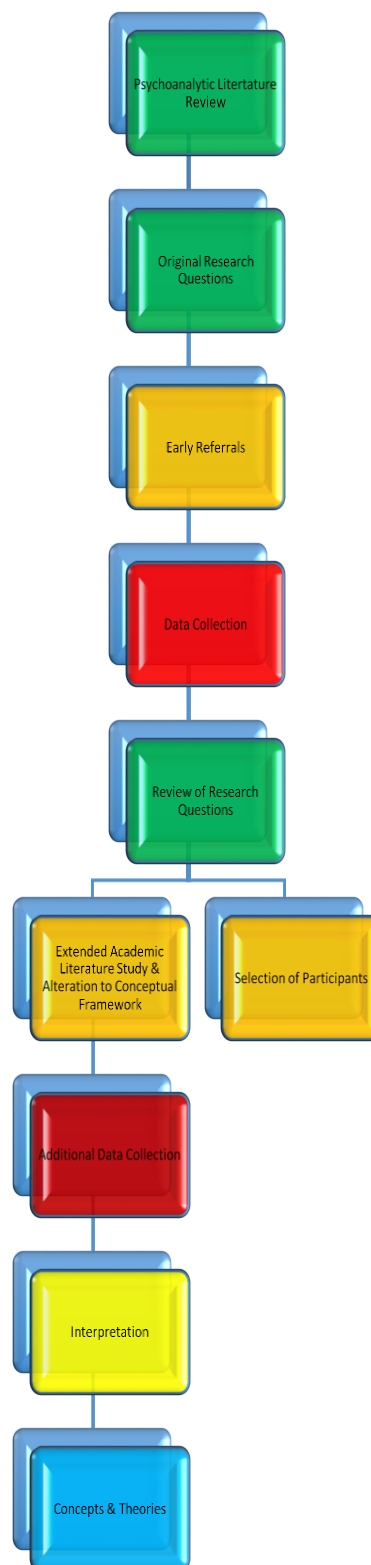 Psychoanalytic Litertature
Review
Original Research
Questions
Early Referrals
Data Collection
Review of Research
Questions
Extended Academic
Literature Study &
Alteration to Conceptual
Framework
Selection of Participants
Additional Data Collection
Interpretation
Concepts & Theories